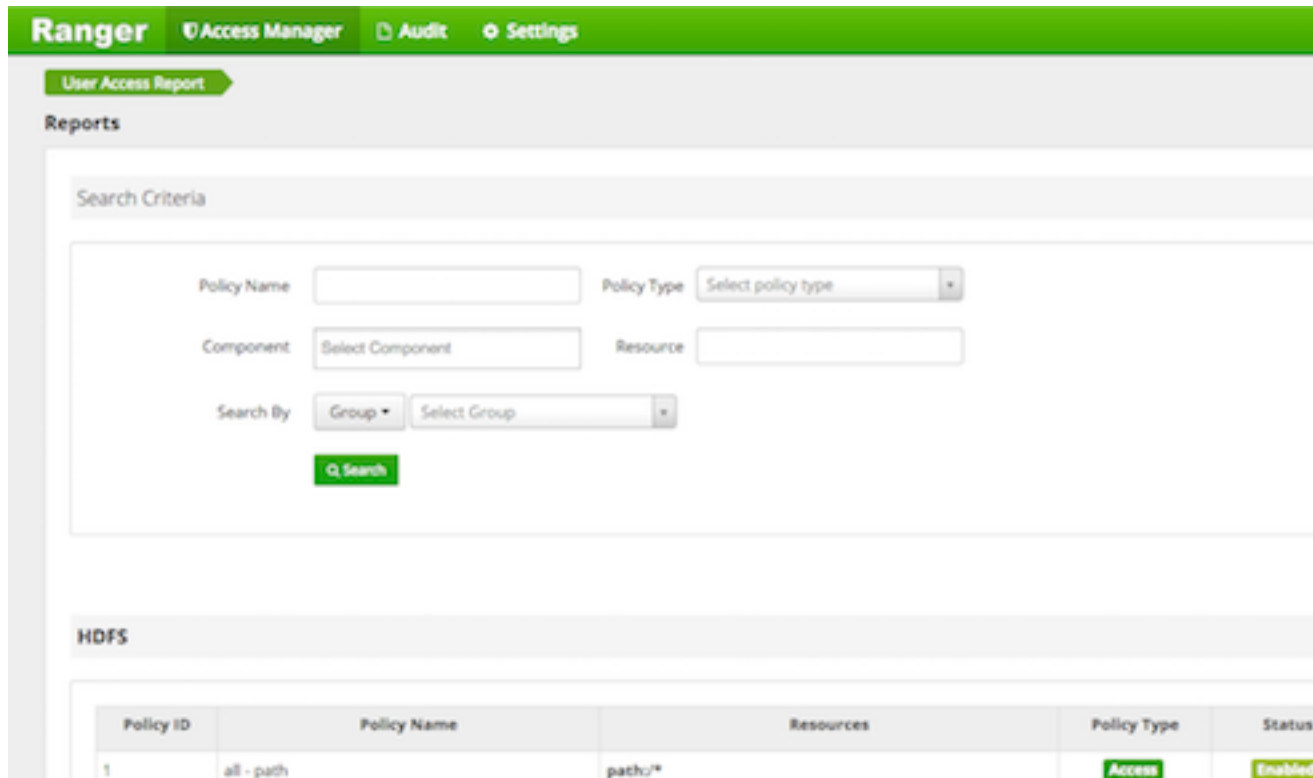 Ranger Access Manager Audit Settings
User Access Report
Reports
Search Criteria
Policy Name Policy Type Select policy type
Component Select Component Resource
Search By Group Select Group
Search
HDFS
Policy ID Policy Name Resources Policy Type Status
1 all - path path:/* Access Enabled